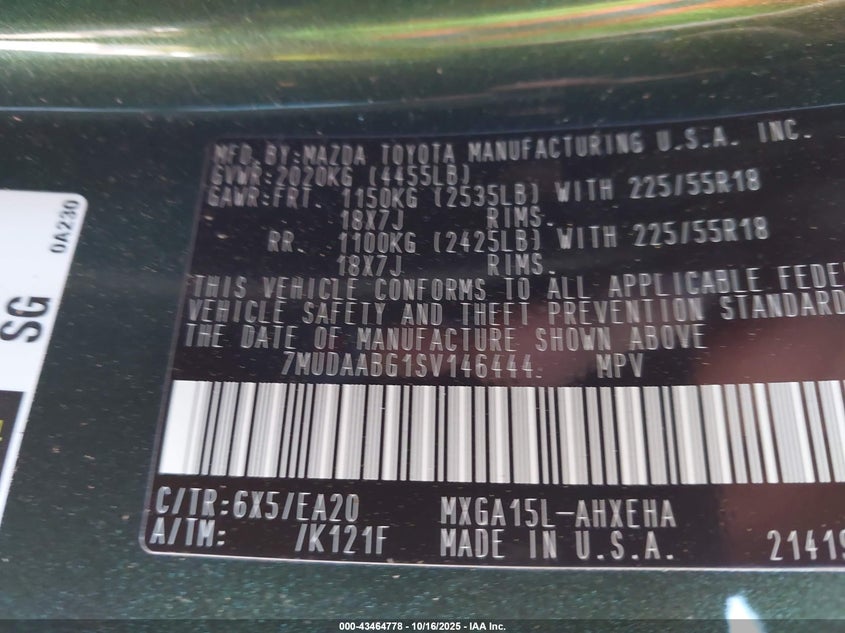 MFD.BY:MAZDA TOYOTA MANUFACTURING U.S.A. INC.
GVWR:2020KG (4455LB)
GAWR:FRT. 1150KG (2535LB) WITH 225/55R18
18X7J RIMS.
RR. 1100KG (2425LB) WITH 225/55R18
18X7J RIMS.
THIS VEHICLE CONFORMS TO ALL APPLICABLE FEDE
VEHICLE SAFETY AND THEFT PREVENTION STANDARD
THE DATE OF MANUFACTURE SHOWN ABOVE
7MUDAABG1SV146444. MPV
C/TR:6X5/EA20 MXGA15L-AHXEHA
A/TM: /K121F MADE IN U.S.A. 21419
0A230
SG
000-43464778 - 10/16/2025 - IAA Inc.